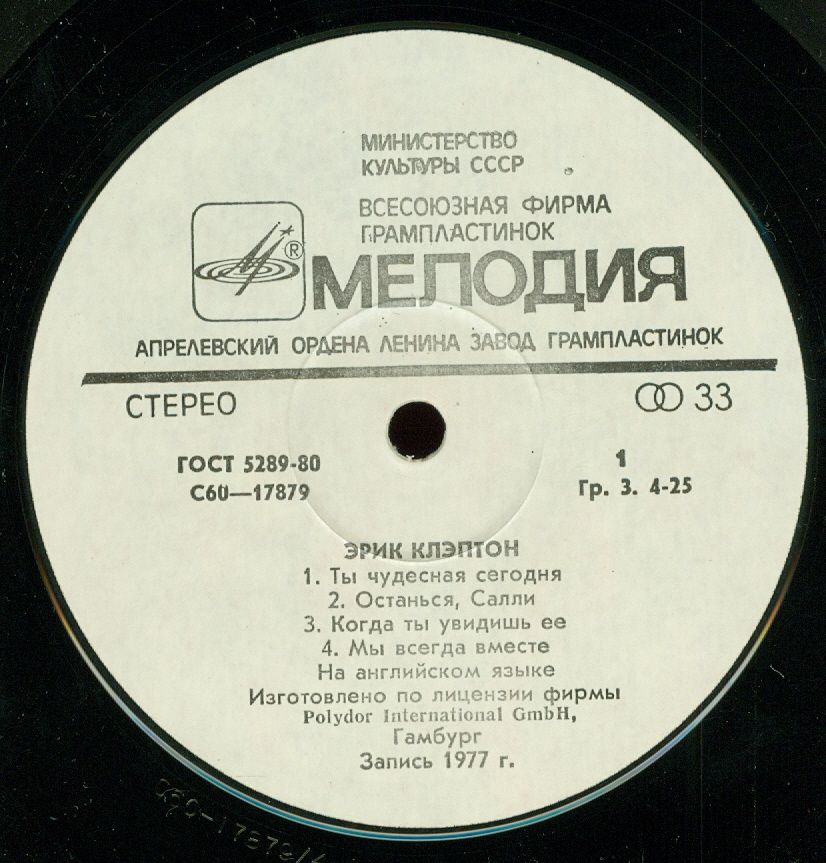 МИНИСТЕРСТВО
КУЛЬТУРЫ СССР
ВСЕСОЮЗНАЯ ФИРМА
ГРАМПЛАСТИНОК
®
МЕЛОДИЯ
АПРЕЛЕВСКИЙ ОРДЕНА ЛЕНИНА ЗАВОД ГРАМПЛАСТИНОК
СТЕРЕО
33
ГОСТ 5289-80
1
С60—17879
Гр. 3. 4-25
ЭРИК КЛЭПТОН
1. Ты чудесная сегодня
2. Останься, Салли
3. Когда ты увидишь ее
4. Мы всегда вместе
На английском языке
Изготовлено по лицензии фирмы
Polydor International GmbH,
Гамбург
Запись 1977 г.